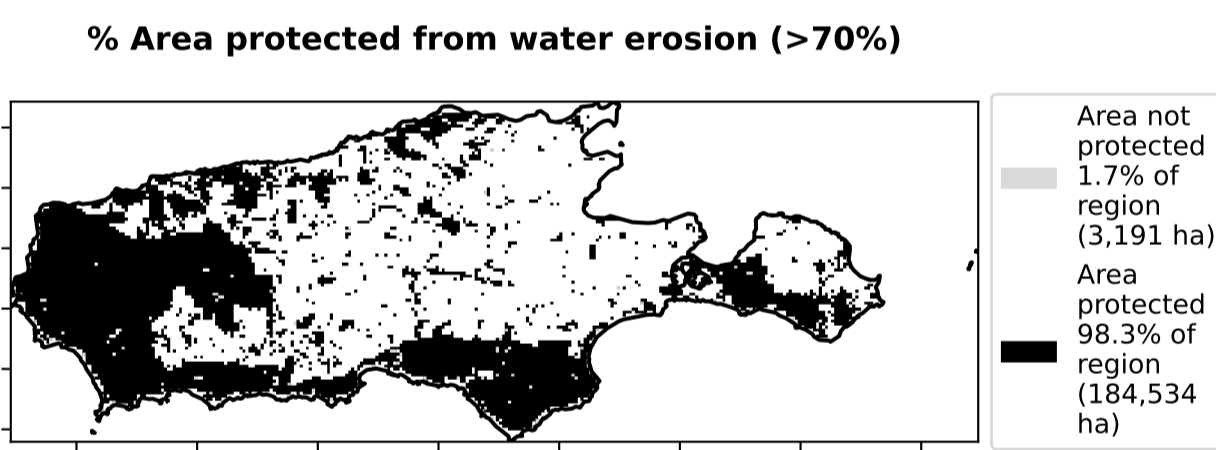 % Area protected from water erosion (>70%)
Area not
protected
1.7% of
region
(3,191 ha)
Area
protected
98.3% of
region
(184,534
ha)